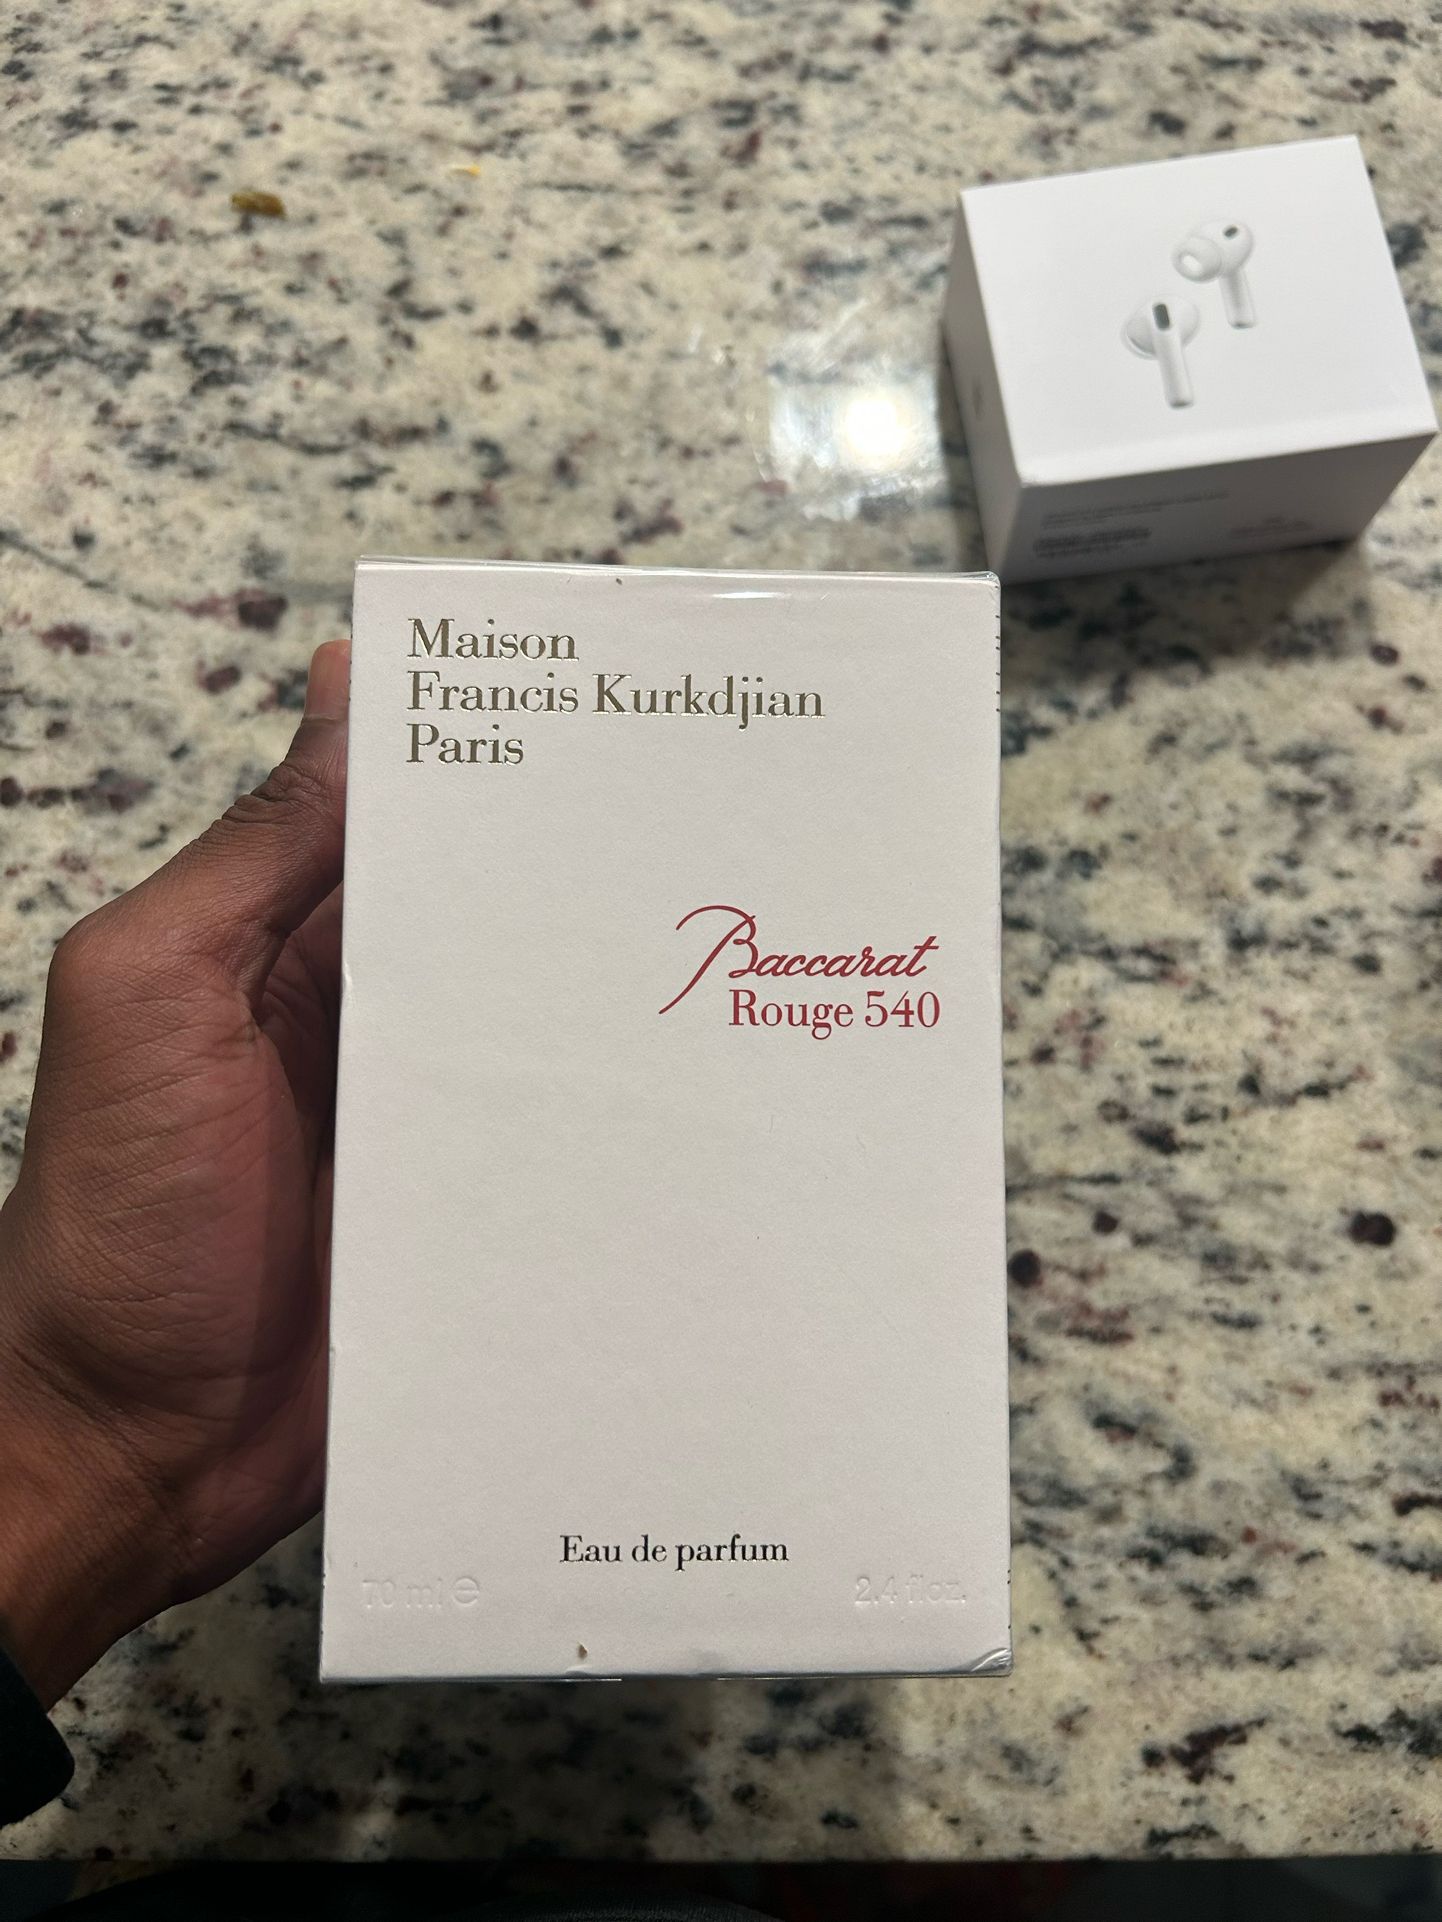 Maison
Francis Kurkdjian
Paris
Baccarat
Rouge 540
Eau de parfum
70 ml ℮
2.4 fl.oz.